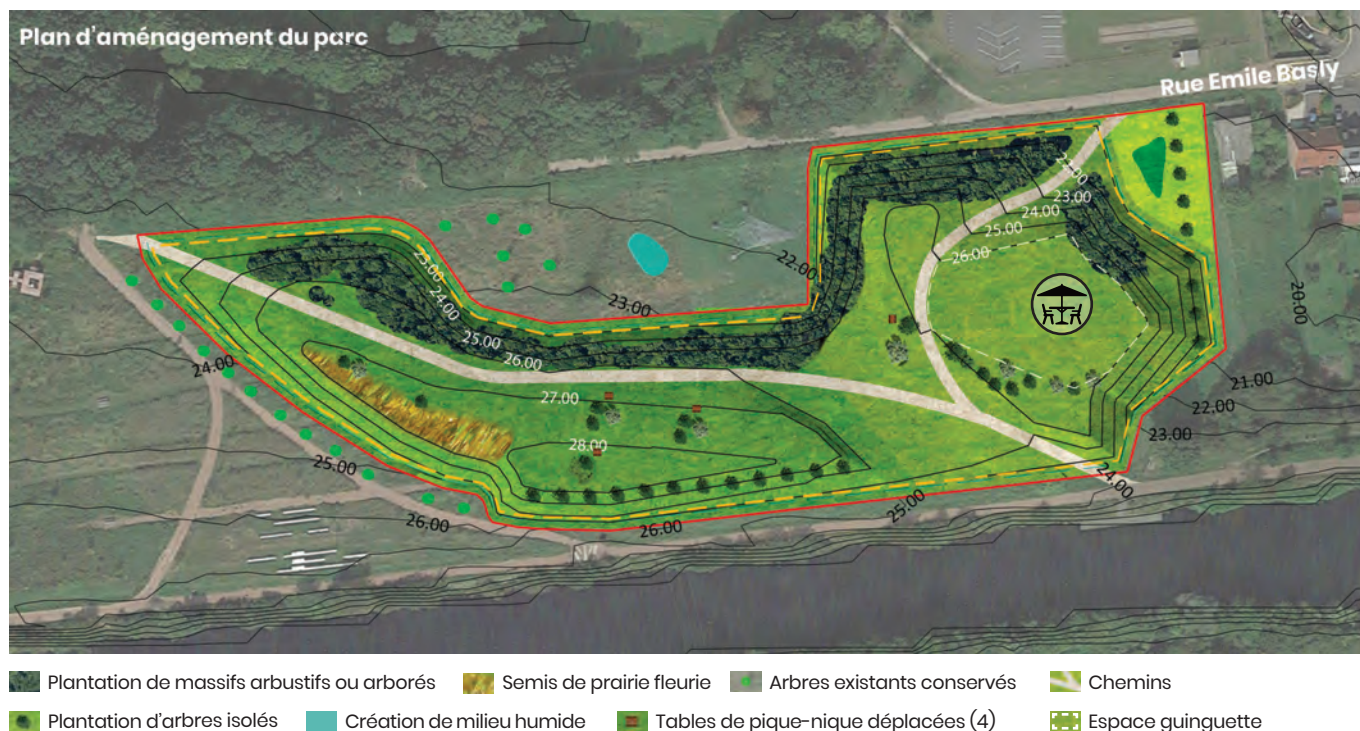 Plan d'aménagement du parc
Rue Emile Basly
22.00
23.00
24.00
25.00
26.00
22.00
23.00
23.00
24.00
25.00
26.00
27.00
28.00
24.00
25.00
26.00
26.00
25.00
24.00
20.00
21.00
22.00
23.00
Plantation de massifs arbustifs ou arborés
Semis de prairie fleurie
Arbres existants conservés
Chemins
Plantation d'arbres isolés
Création de milieu humide
Tables de pique-nique déplacées (4)
Espace guinguette